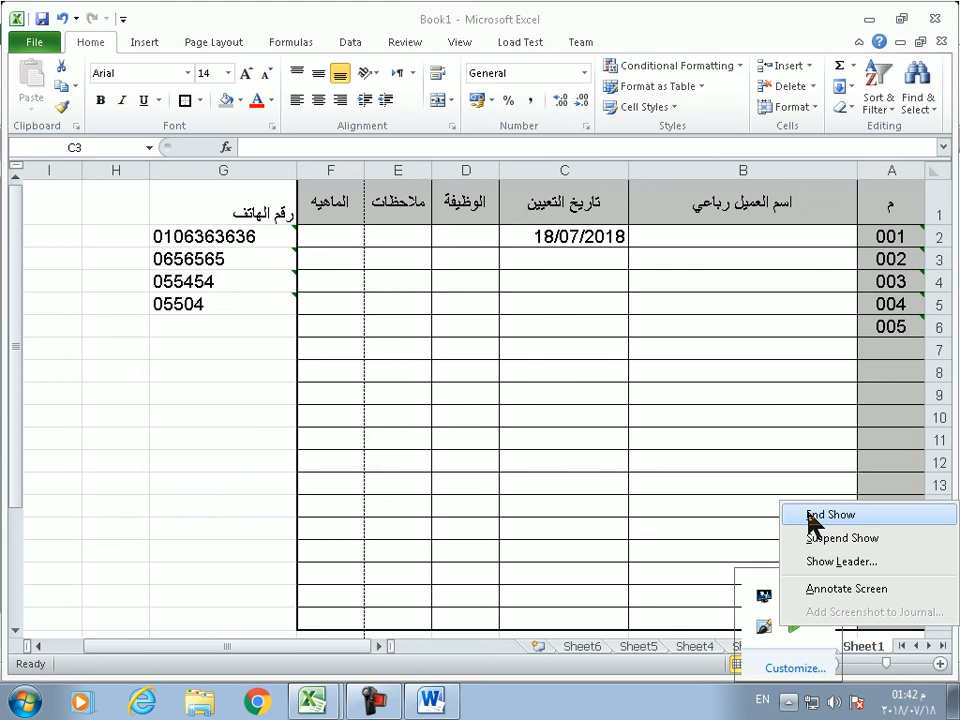 Book1 - Microsoft Excel
File Home Insert Page Layout Formulas Data Review View Load Test Team
Paste
Arial 14
B I U
General
Conditional Formatting
Format as Table
Cell Styles
Insert
Delete
Format
Σ
Sort & Filter
Find & Select
Clipboard Font Alignment Number Styles Cells Editing
C3 fx
I H G F E D C B A
م اسم العميل رباعي تاريخ التعيين الوظيفة ملاحظات الماهيه رقم الهاتف 1
0106363636 18/07/2018 001 2
0656565 002 3
055454 003 4
05504 004 5
005 6
7
8
9
10
11
12
13
End Show
Suspend Show
Show Leader...
Annotate Screen
Add Screenshot to Journal...
Customize...
Sheet6 Sheet5 Sheet4 Sheet1
Ready
EN
01:42 م
٢٠١٨/٠٧/١٨